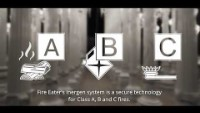 A B C
Fire Eater's Inergen system is a secure technology
for Class A, B and C fires.